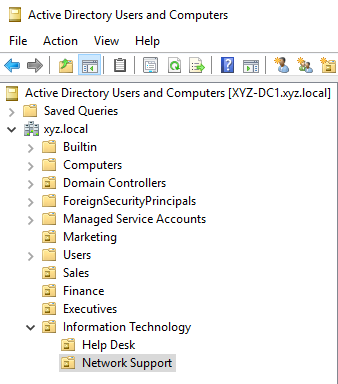 Active Directory Users and Computers
File Action View Help
Active Directory Users and Computers [XYZ-DC1.xyz.local]
Saved Queries
xyz.local
Builtin
Computers
Domain Controllers
ForeignSecurityPrincipals
Managed Service Accounts
Marketing
Users
Sales
Finance
Executives
Information Technology
Help Desk
Network Support